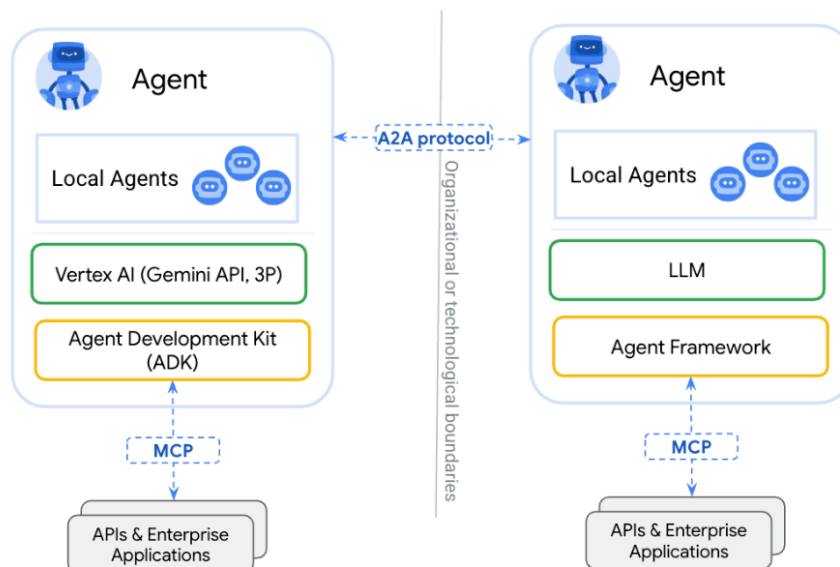 Agent
Local Agents
Vertex AI (Gemini API, 3P)
Agent Development Kit
(ADK)
MCP
APIs & Enterprise
Applications
A2A protocol
Organizational or technological boundaries
Agent
Local Agents
LLM
Agent Framework
MCP
APIs & Enterprise
Applications